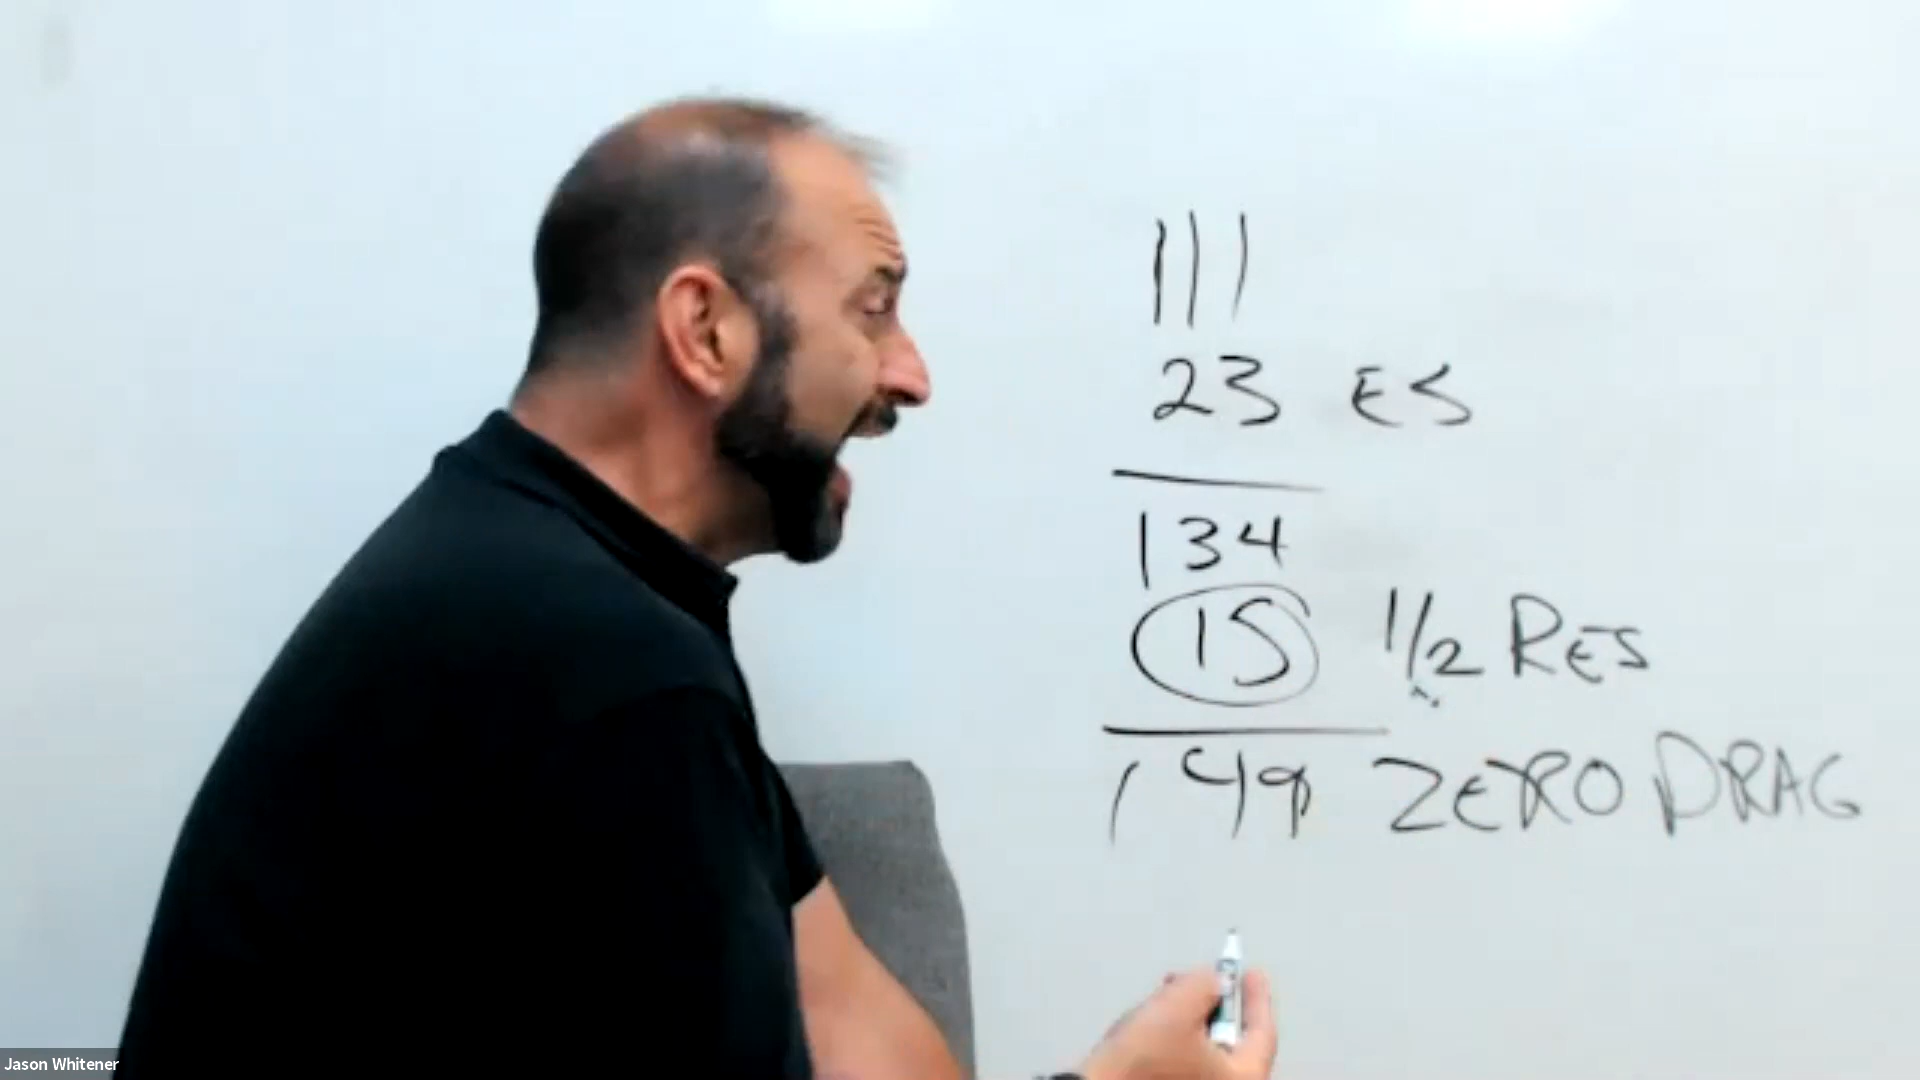 111
23 ES
134
15 1/2 RES
149 ZERO DRAG
Jason Whitener